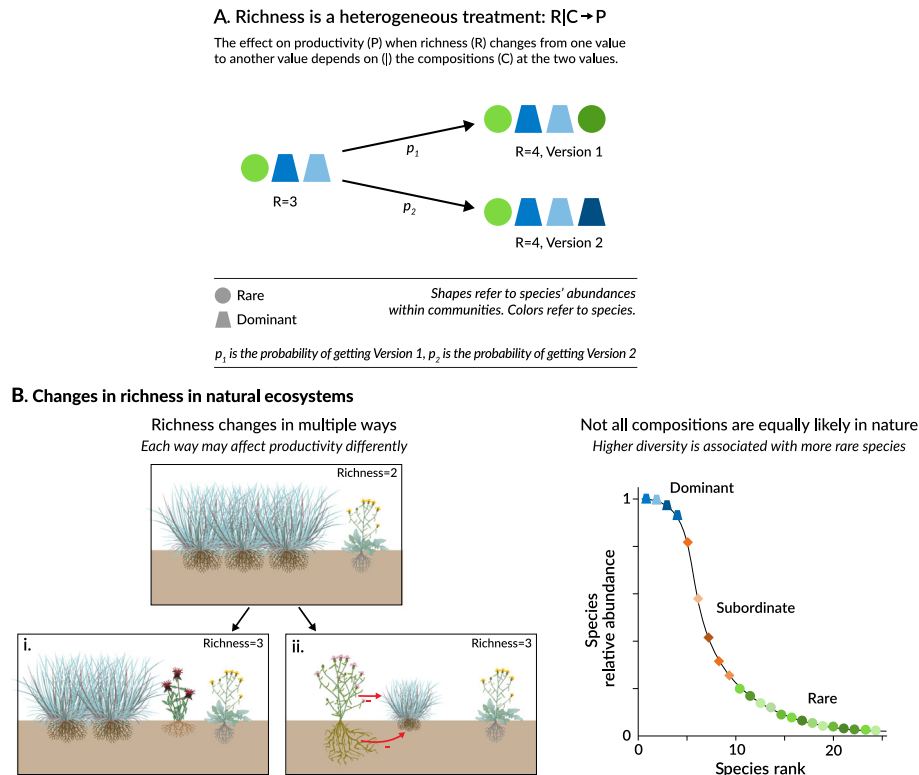 A. Richness is a heterogeneous treatment: R|C→P
The effect on productivity (P) when richness (R) changes from one value
to another value depends on (|) the compositions (C) at the two values.
p1
R=4, Version 1
R=3
p2
R=4, Version 2
Rare
Dominant
Shapes refer to species' abundances
within communities. Colors refer to species.
p1 is the probability of getting Version 1, p2 is the probability of getting Version 2
B. Changes in richness in natural ecosystems
Richness changes in multiple ways
Each way may affect productivity differently
Richness=2
i.
Richness=3
ii.
Richness=3
-
-
Not all compositions are equally likely in nature
Higher diversity is associated with more rare species
Dominant
Subordinate
Rare
Species
relative abundance
1
0
0
10
20
Species rank